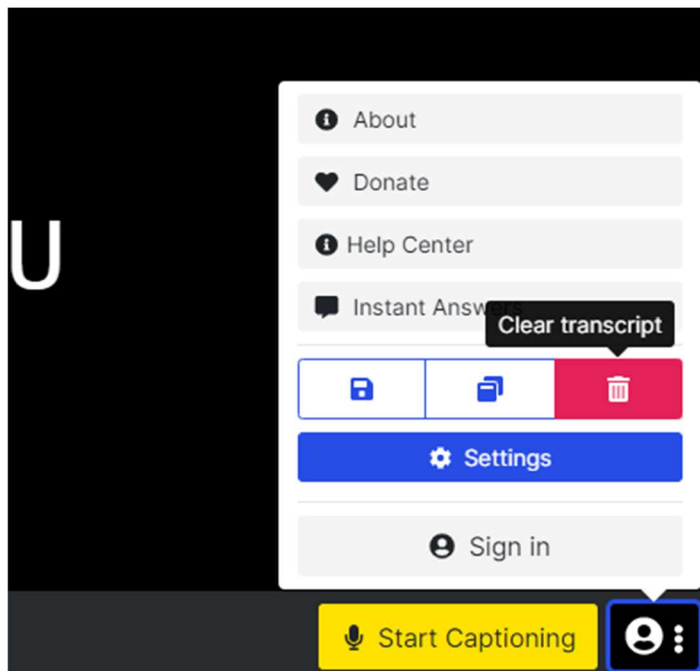 About
Donate
U
Help Center
Instant Answers
Clear transcript
Settings
Sign in
Start Captioning